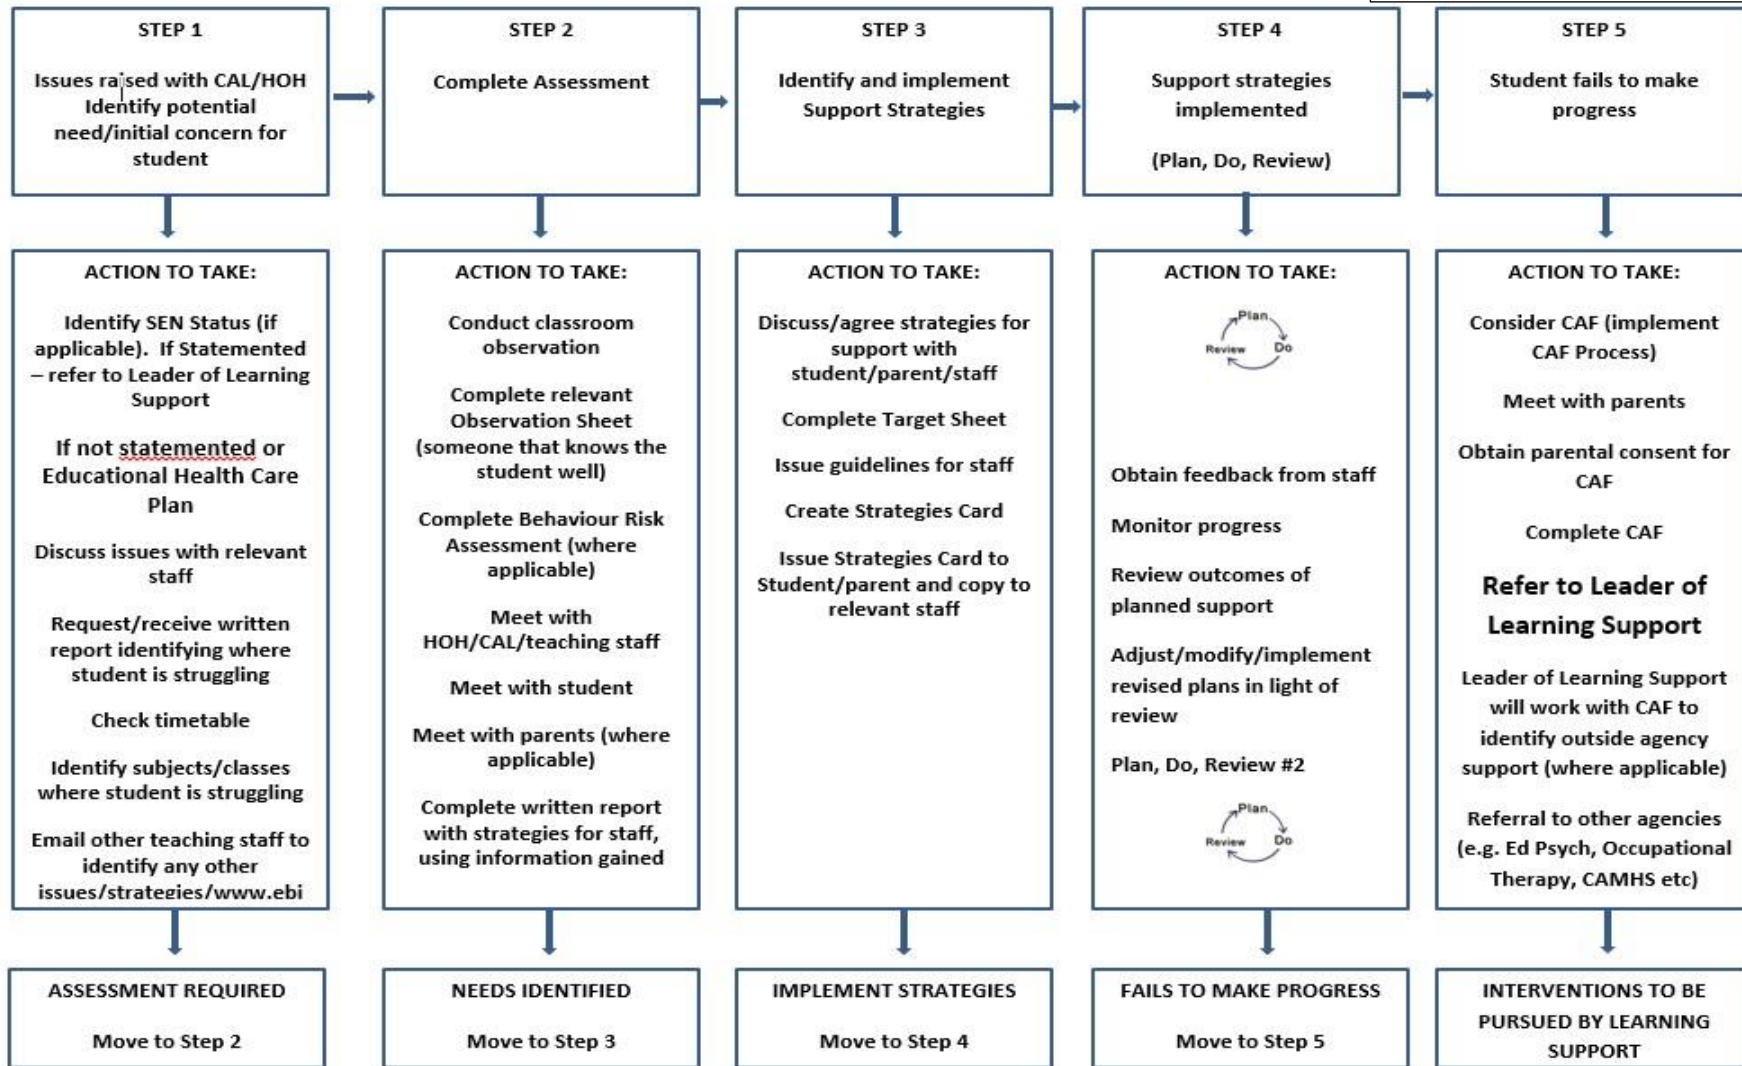 STEP 1
Issues raised with CAL/HOH
Identify potential
need/initial concern for
student
STEP 2
Complete Assessment
STEP 3
Identify and implement
Support Strategies
STEP 4
Support strategies
implemented
(Plan, Do, Review)
STEP 5
Student fails to make
progress
ACTION TO TAKE:
Identify SEN Status (if
applicable). If Statemented
– refer to Leader of Learning
Support
If not statemented or
Educational Health Care
Plan
Discuss issues with relevant
staff
Request/receive written
report identifying where
student is struggling
Check timetable
Identify subjects/classes
where student is struggling
Email other teaching staff to
identify any other
issues/strategies/www.ebi
ACTION TO TAKE:
Conduct classroom
observation
Complete relevant
Observation Sheet
(someone that knows the
student well)
Complete Behaviour Risk
Assessment (where
applicable)
Meet with
HOH/CAL/teaching staff
Meet with student
Meet with parents (where
applicable)
Complete written report
with strategies for staff,
using information gained
ACTION TO TAKE:
Discuss/agree strategies for
support with
student/parent/staff
Complete Target Sheet
Issue guidelines for staff
Create Strategies Card
Issue Strategies Card to
Student/parent and copy to
relevant staff
ACTION TO TAKE:
Plan
Review Do
Obtain feedback from staff
Monitor progress
Review outcomes of
planned support
Adjust/modify/implement
revised plans in light of
review
Plan, Do, Review #2
Plan
Review Do
ACTION TO TAKE:
Consider CAF (implement
CAF Process)
Meet with parents
Obtain parental consent for
CAF
Complete CAF
Refer to Leader of
Learning Support
Leader of Learning Support
will work with CAF to
identify outside agency
support (where applicable)
Referral to other agencies
(e.g. Ed Psych, Occupational
Therapy, CAMHS etc)
ASSESSMENT REQUIRED
Move to Step 2
NEEDS IDENTIFIED
Move to Step 3
IMPLEMENT STRATEGIES
Move to Step 4
FAILS TO MAKE PROGRESS
Move to Step 5
INTERVENTIONS TO BE
PURSUED BY LEARNING
SUPPORT